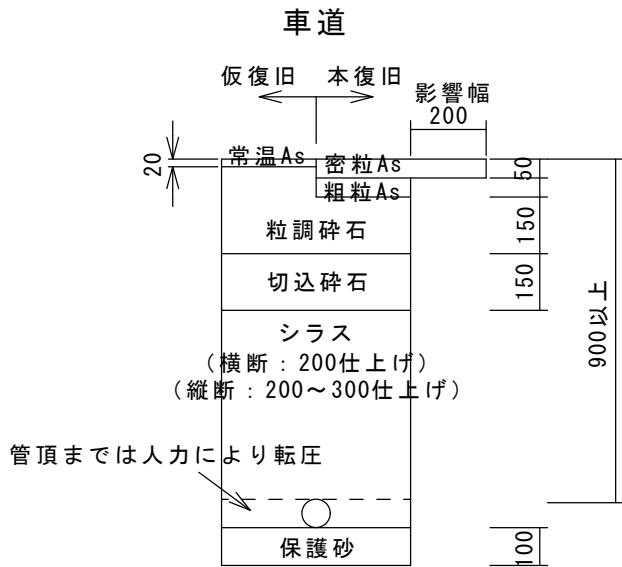 車道
仮復旧 本復旧
影響幅
200
20
常温As
密粒As
50
粗粒As
粒調砕石
150
切込砕石
150
シラス
(横断：200仕上げ)
(縦断：200～300仕上げ)
900以上
管頂までは人力により転圧
保護砂
100